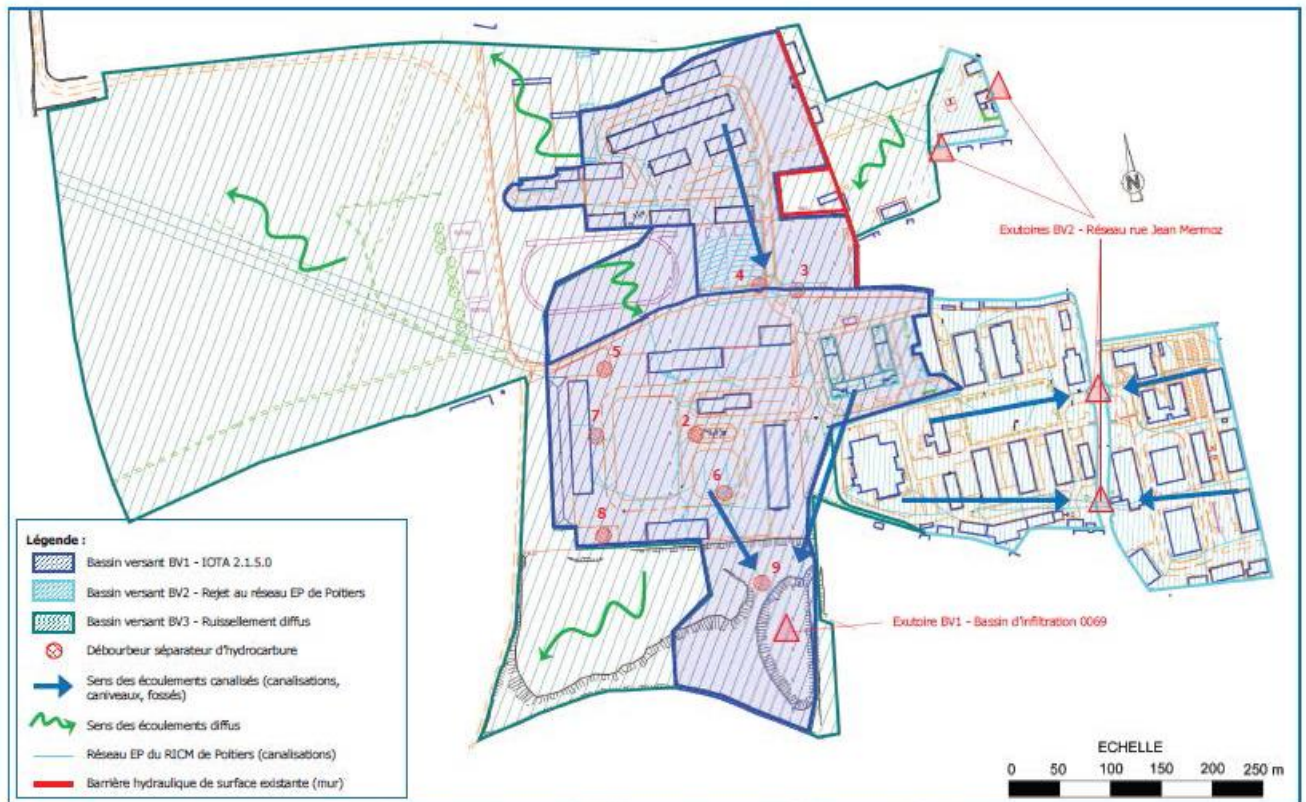 N
Exutoires BV2 - Réseau rue Jean Mermoz
4
3
5
7
2
6
8
9
Exutoire BV1 - Bassin d'infiltration 0069
Légende :
Bassin versant BV1 - IOTA 2.1.5.0
Bassin versant BV2 - Rejet au réseau EP de Poitiers
Bassin versant BV3 - Ruissellement diffus
Débourbeur séparateur d'hydrocarbure
Sens des écoulements canalisés (canalisations,
caniveaux, fossés)
Sens des écoulements diffus
Réseau EP du RICM de Poitiers (canalisations)
Barrière hydraulique de surface existante (mur)
ECHELLE
0 50 100 150 200 250 m